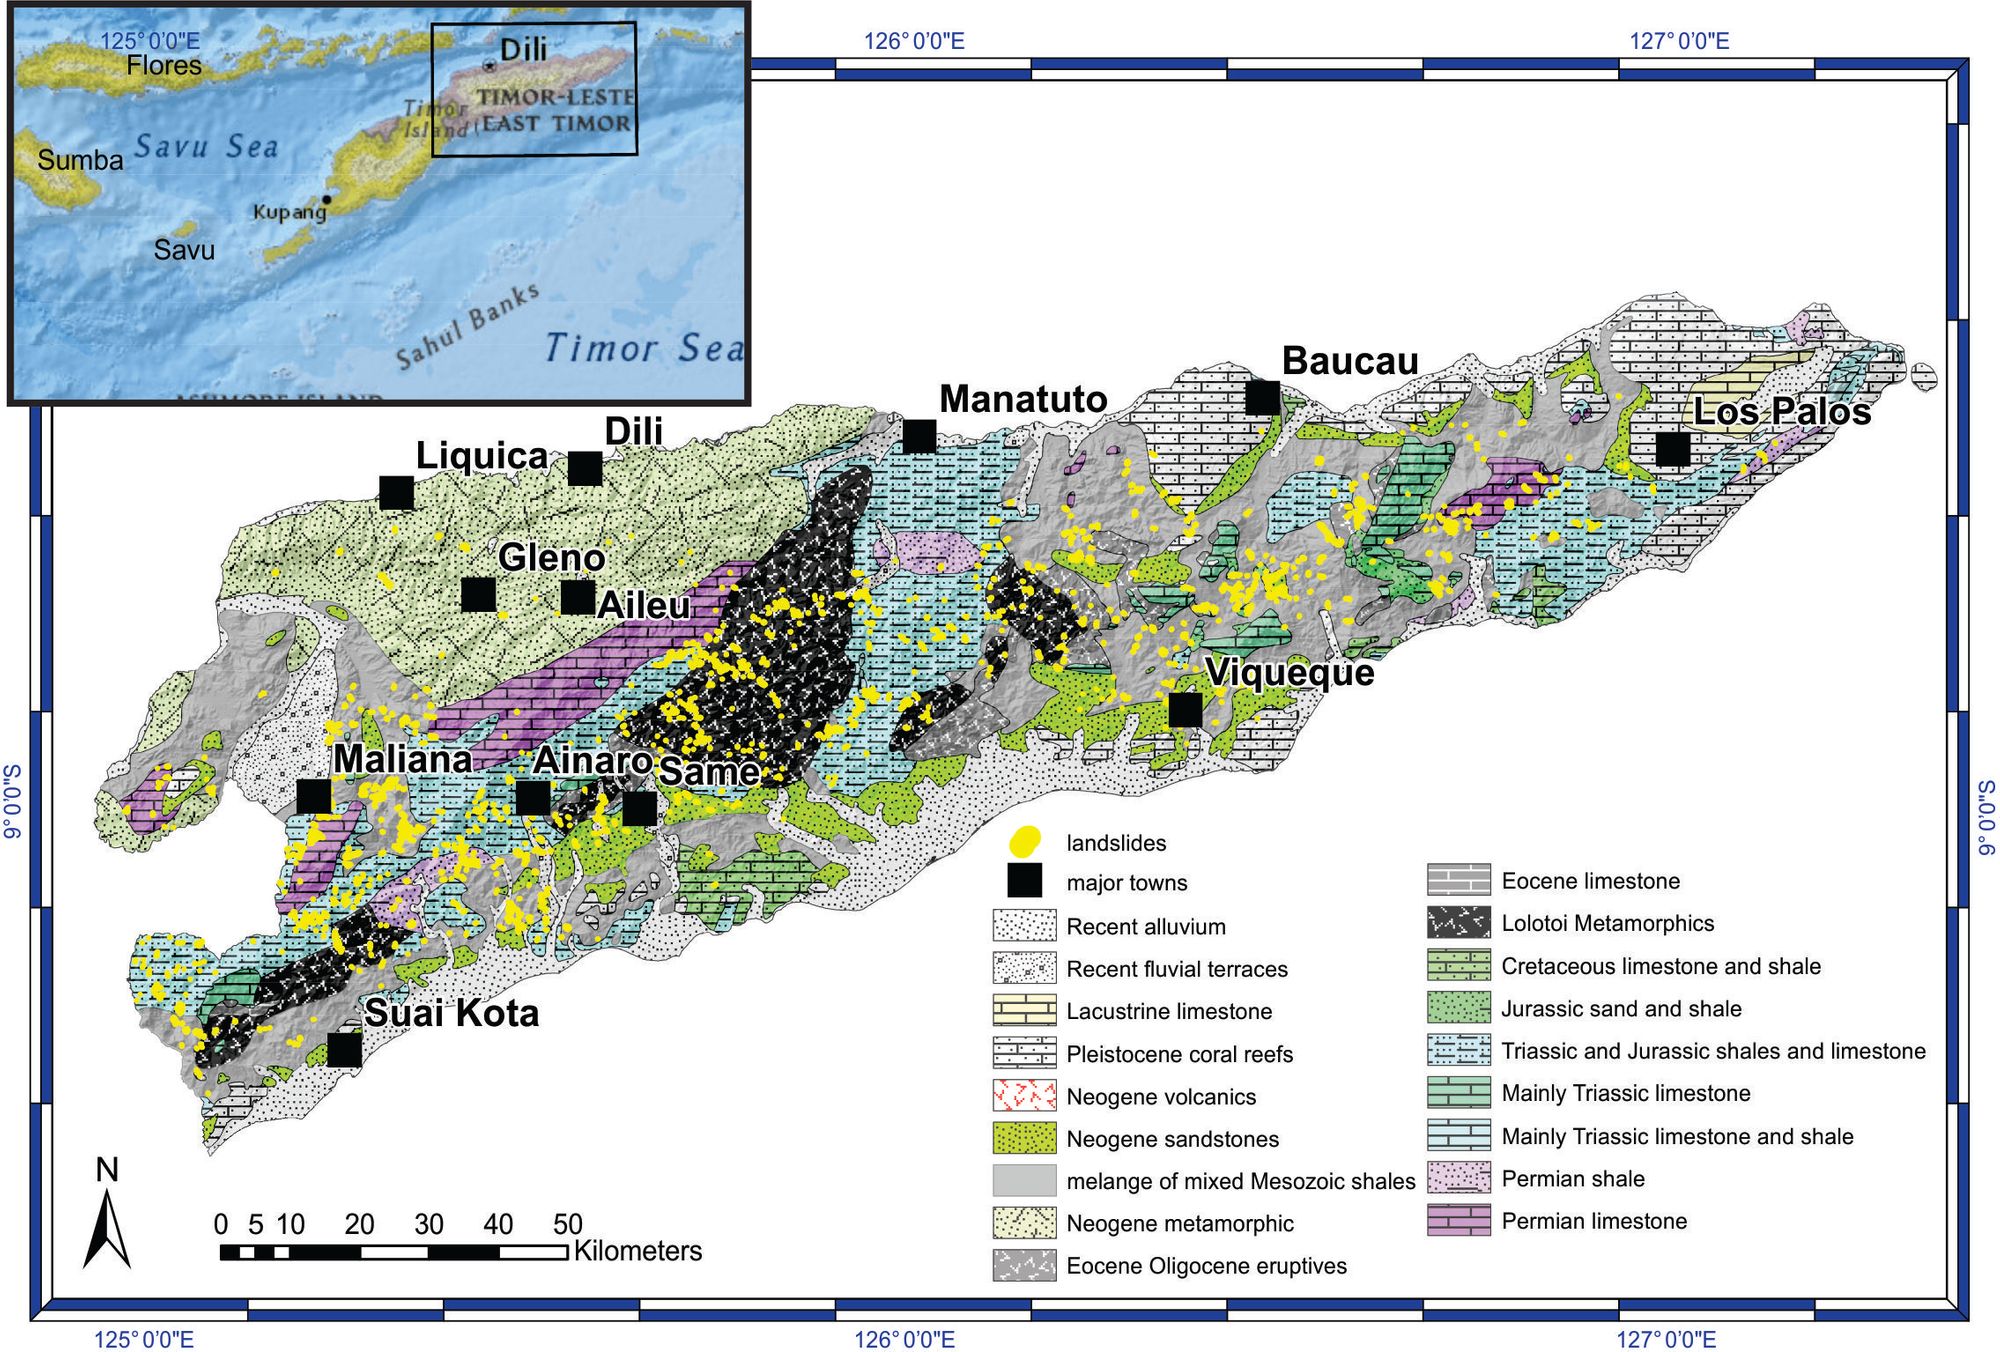 125°0'0"E
126°0'0"E
127°0'0"E
Flores
Dili
TIMOR-LESTE
Timor
Island
EAST TIMOR
Savu Sea
Sumba
Kupang
Savu
Sahul Banks
Timor Sea
ASHMORE ISLAND
Baucau
Manatuto
Los Palos
Dili
Liquica
Gleno
Aileu
Viqueque
Maliana
Ainaro
Same
Suai Kota
9°0'0"S
9°0'0"S
landslides
major towns
Recent alluvium
Recent fluvial terraces
Lacustrine limestone
Pleistocene coral reefs
Neogene volcanics
Neogene sandstones
melange of mixed Mesozoic shales
Neogene metamorphic
Eocene Oligocene eruptives
Eocene limestone
Lolotoi Metamorphics
Cretaceous limestone and shale
Jurassic sand and shale
Triassic and Jurassic shales and limestone
Mainly Triassic limestone
Mainly Triassic limestone and shale
Permian shale
Permian limestone
N
0 5 10 20 30 40 50
Kilometers
125°0'0"E
126°0'0"E
127°0'0"E